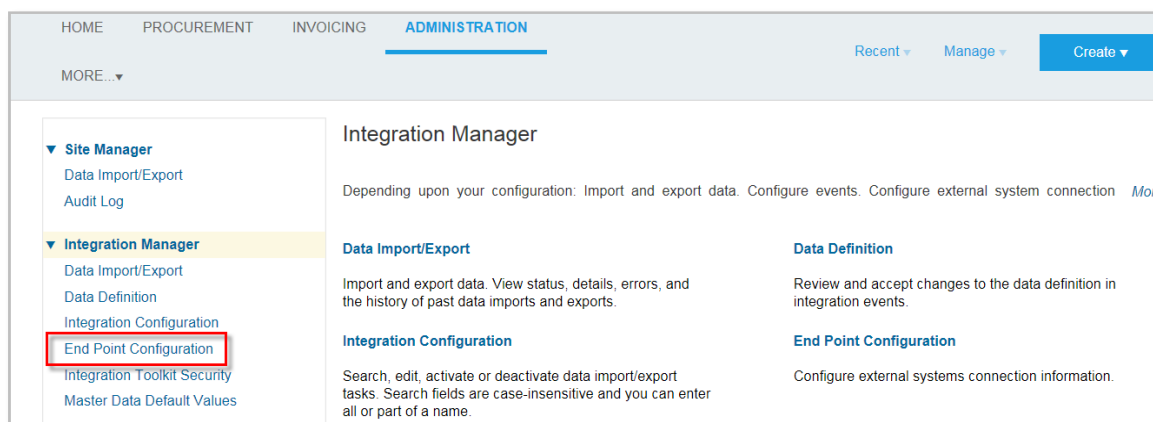 HOME PROCUREMENT INVOICING ADMINISTRATION
Recent Manage Create
MORE...
Site Manager
Data Import/Export
Audit Log
Integration Manager
Data Import/Export
Data Definition
Integration Configuration
End Point Configuration
Integration Toolkit Security
Master Data Default Values
Integration Manager
Depending upon your configuration: Import and export data. Configure events. Configure external system connection Mor
Data Import/Export
Import and export data. View status, details, errors, and
the history of past data imports and exports.
Data Definition
Review and accept changes to the data definition in
integration events.
Integration Configuration
Search, edit, activate or deactivate data import/export
tasks. Search fields are case-insensitive and you can enter
all or part of a name.
End Point Configuration
Configure external systems connection information.